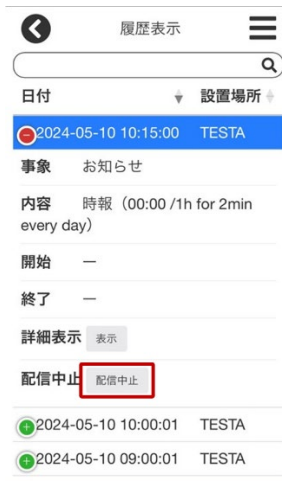 履歴表示
日付 設置場所
2024-05-10 10:15:00 TESTA
事象 お知らせ
内容 時報（00:00 /1h for 2min
every day）
開始 —
終了 —
詳細表示 表示
配信中止 配信中止
2024-05-10 10:00:01 TESTA
2024-05-10 09:00:01 TESTA